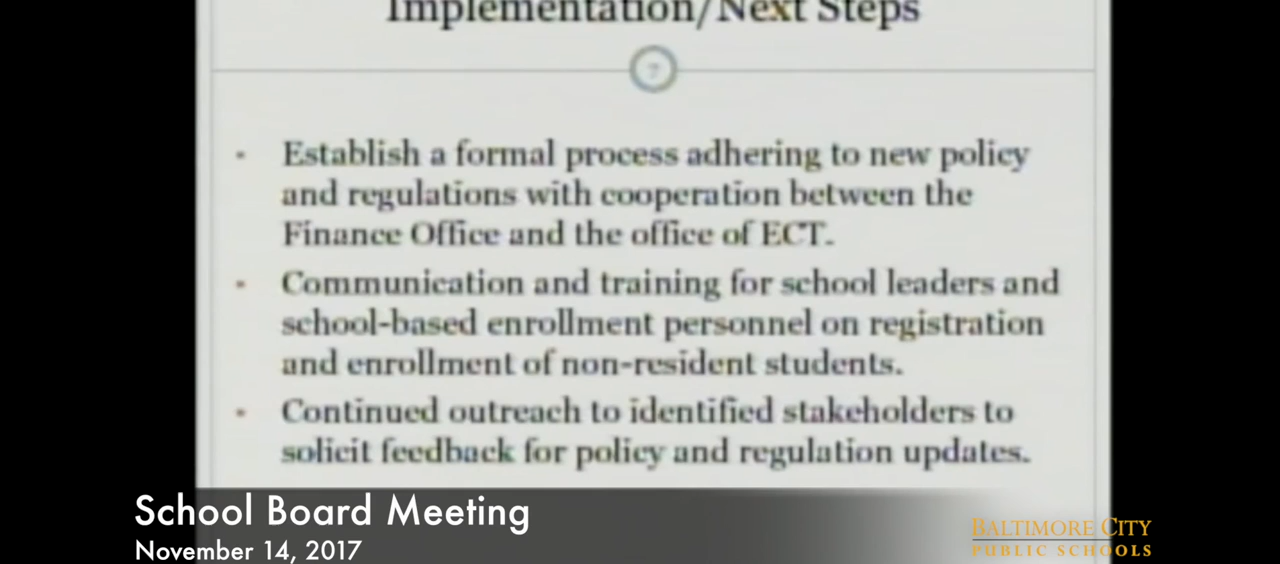 Implementation/Next Steps
7
• Establish a formal process adhering to new policy
and regulations with cooperation between the
Finance Office and the office of ECT.
• Communication and training for school leaders and
school-based enrollment personnel on registration
and enrollment of non-resident students.
• Continued outreach to identified stakeholders to
solicit feedback for policy and regulation updates.
School Board Meeting
November 14, 2017
BALTIMORE CITY
PUBLIC SCHOOLS